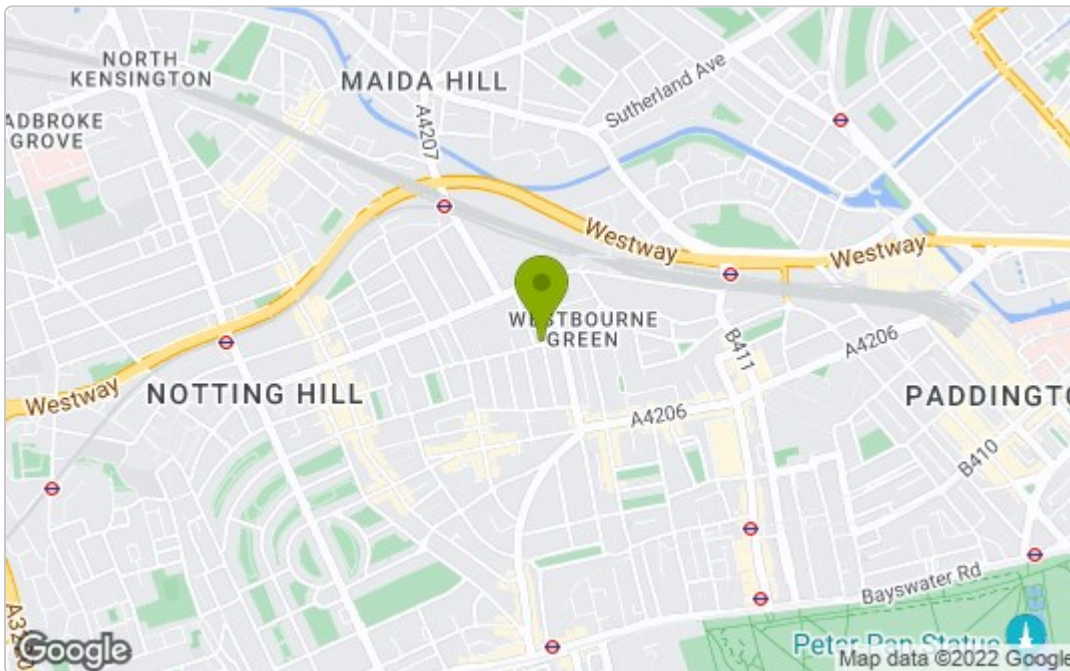 NORTH
KENSINGTON
MAIDA HILL
Sutherland Ave
ADBROKE
GROVE
A4207
Westway
Westway
WESTBOURNE
GREEN
B411
A4206
Westway
NOTTING HILL
A4206
PADDINGTO
B410
Bayswater Rd
A3220
Peter Pan Statue
Google
Map data ©2022 Google